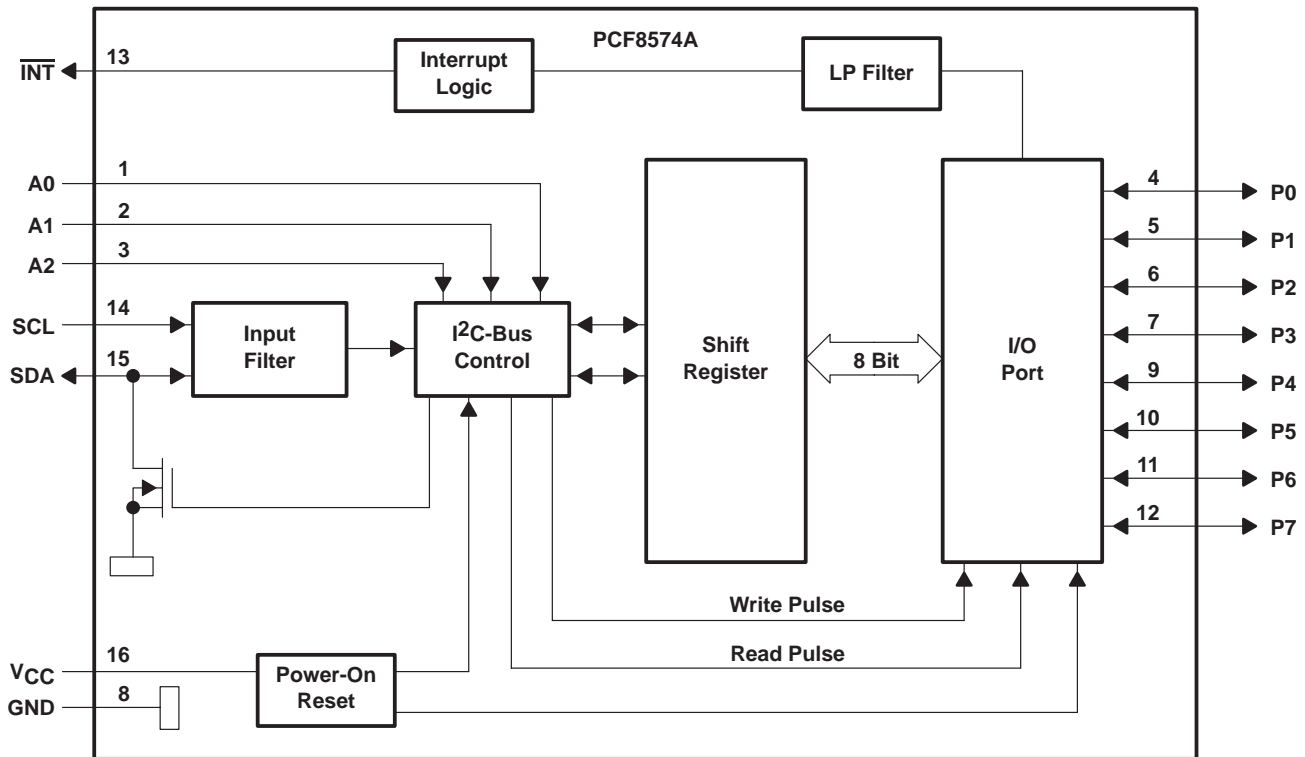 PCF8574A
INT
13
Interrupt
Logic
LP Filter
A0
1
A1
2
A2
3
SCL
14
SDA
15
Input
Filter
I2C-Bus
Control
Shift
Register
8 Bit
I/O
Port
4
P0
5
P1
6
P2
7
P3
9
P4
10
P5
11
P6
12
P7
Write Pulse
Read Pulse
VCC
16
GND
8
Power-On
Reset